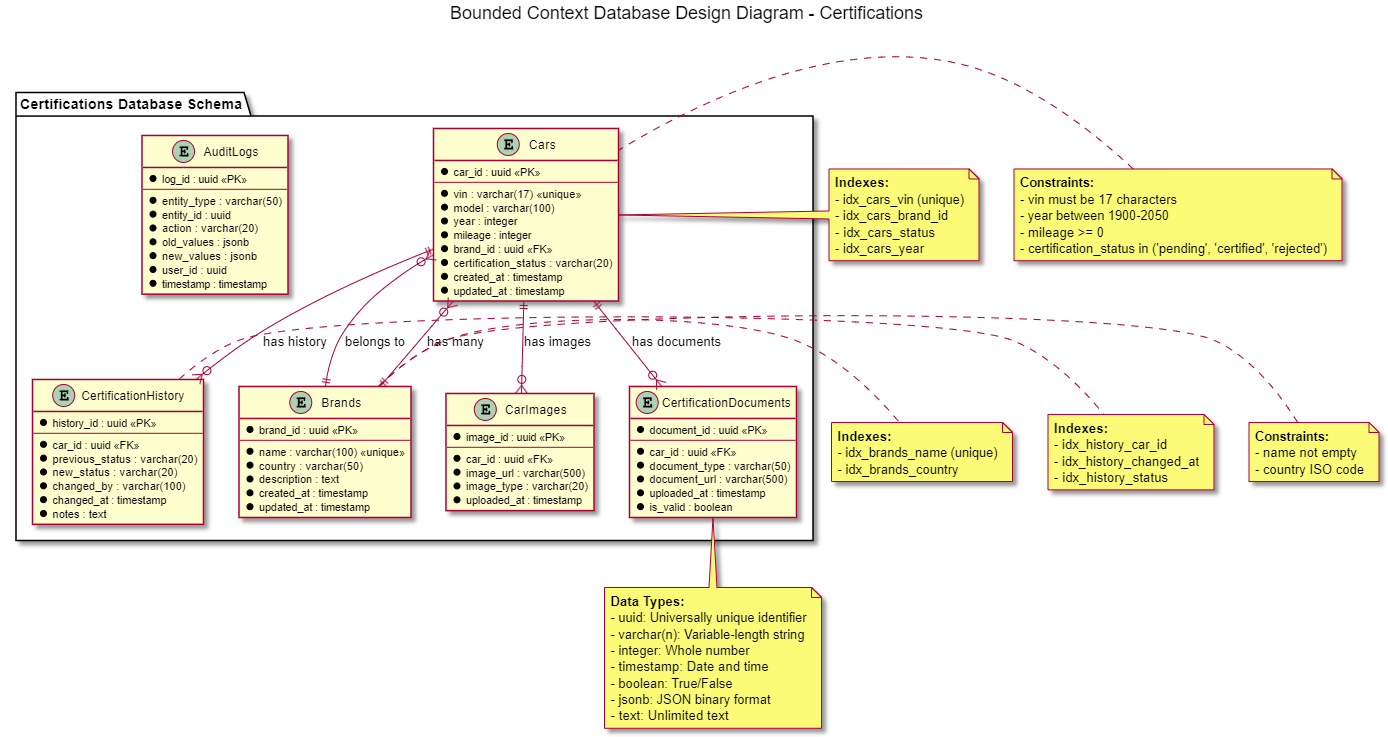 Bounded Context Database Design Diagram - Certifications
Certifications Database Schema
E AuditLogs
log_id : uuid «PK»
entity_type : varchar(50)
entity_id : uuid
action : varchar(20)
old_values : jsonb
new_values : jsonb
user_id : uuid
timestamp : timestamp
E Cars
car_id : uuid «PK»
vin : varchar(17) «unique»
model : varchar(100)
year : integer
mileage : integer
brand_id : uuid «FK»
certification_status : varchar(20)
created_at : timestamp
updated_at : timestamp
Indexes:
- idx_cars_vin (unique)
- idx_cars_brand_id
- idx_cars_status
- idx_cars_year
Constraints:
- vin must be 17 characters
- year between 1900-2050
- mileage >= 0
- certification_status in ('pending', 'certified', 'rejected')
has history
belongs to
has many
has images
has documents
E CertificationHistory
history_id : uuid «PK»
car_id : uuid «FK»
previous_status : varchar(20)
new_status : varchar(20)
changed_by : varchar(100)
changed_at : timestamp
notes : text
E Brands
brand_id : uuid «PK»
name : varchar(100) «unique»
country : varchar(50)
description : text
created_at : timestamp
updated_at : timestamp
E CarImages
image_id : uuid «PK»
car_id : uuid «FK»
image_url : varchar(500)
image_type : varchar(20)
uploaded_at : timestamp
E CertificationDocuments
document_id : uuid «PK»
car_id : uuid «FK»
document_type : varchar(50)
document_url : varchar(500)
uploaded_at : timestamp
is_valid : boolean
Indexes:
- idx_brands_name (unique)
- idx_brands_country
Indexes:
- idx_history_car_id
- idx_history_changed_at
- idx_history_status
Constraints:
- name not empty
- country ISO code
Data Types:
- uuid: Universally unique identifier
- varchar(n): Variable-length string
- integer: Whole number
- timestamp: Date and time
- boolean: True/False
- jsonb: JSON binary format
- text: Unlimited text